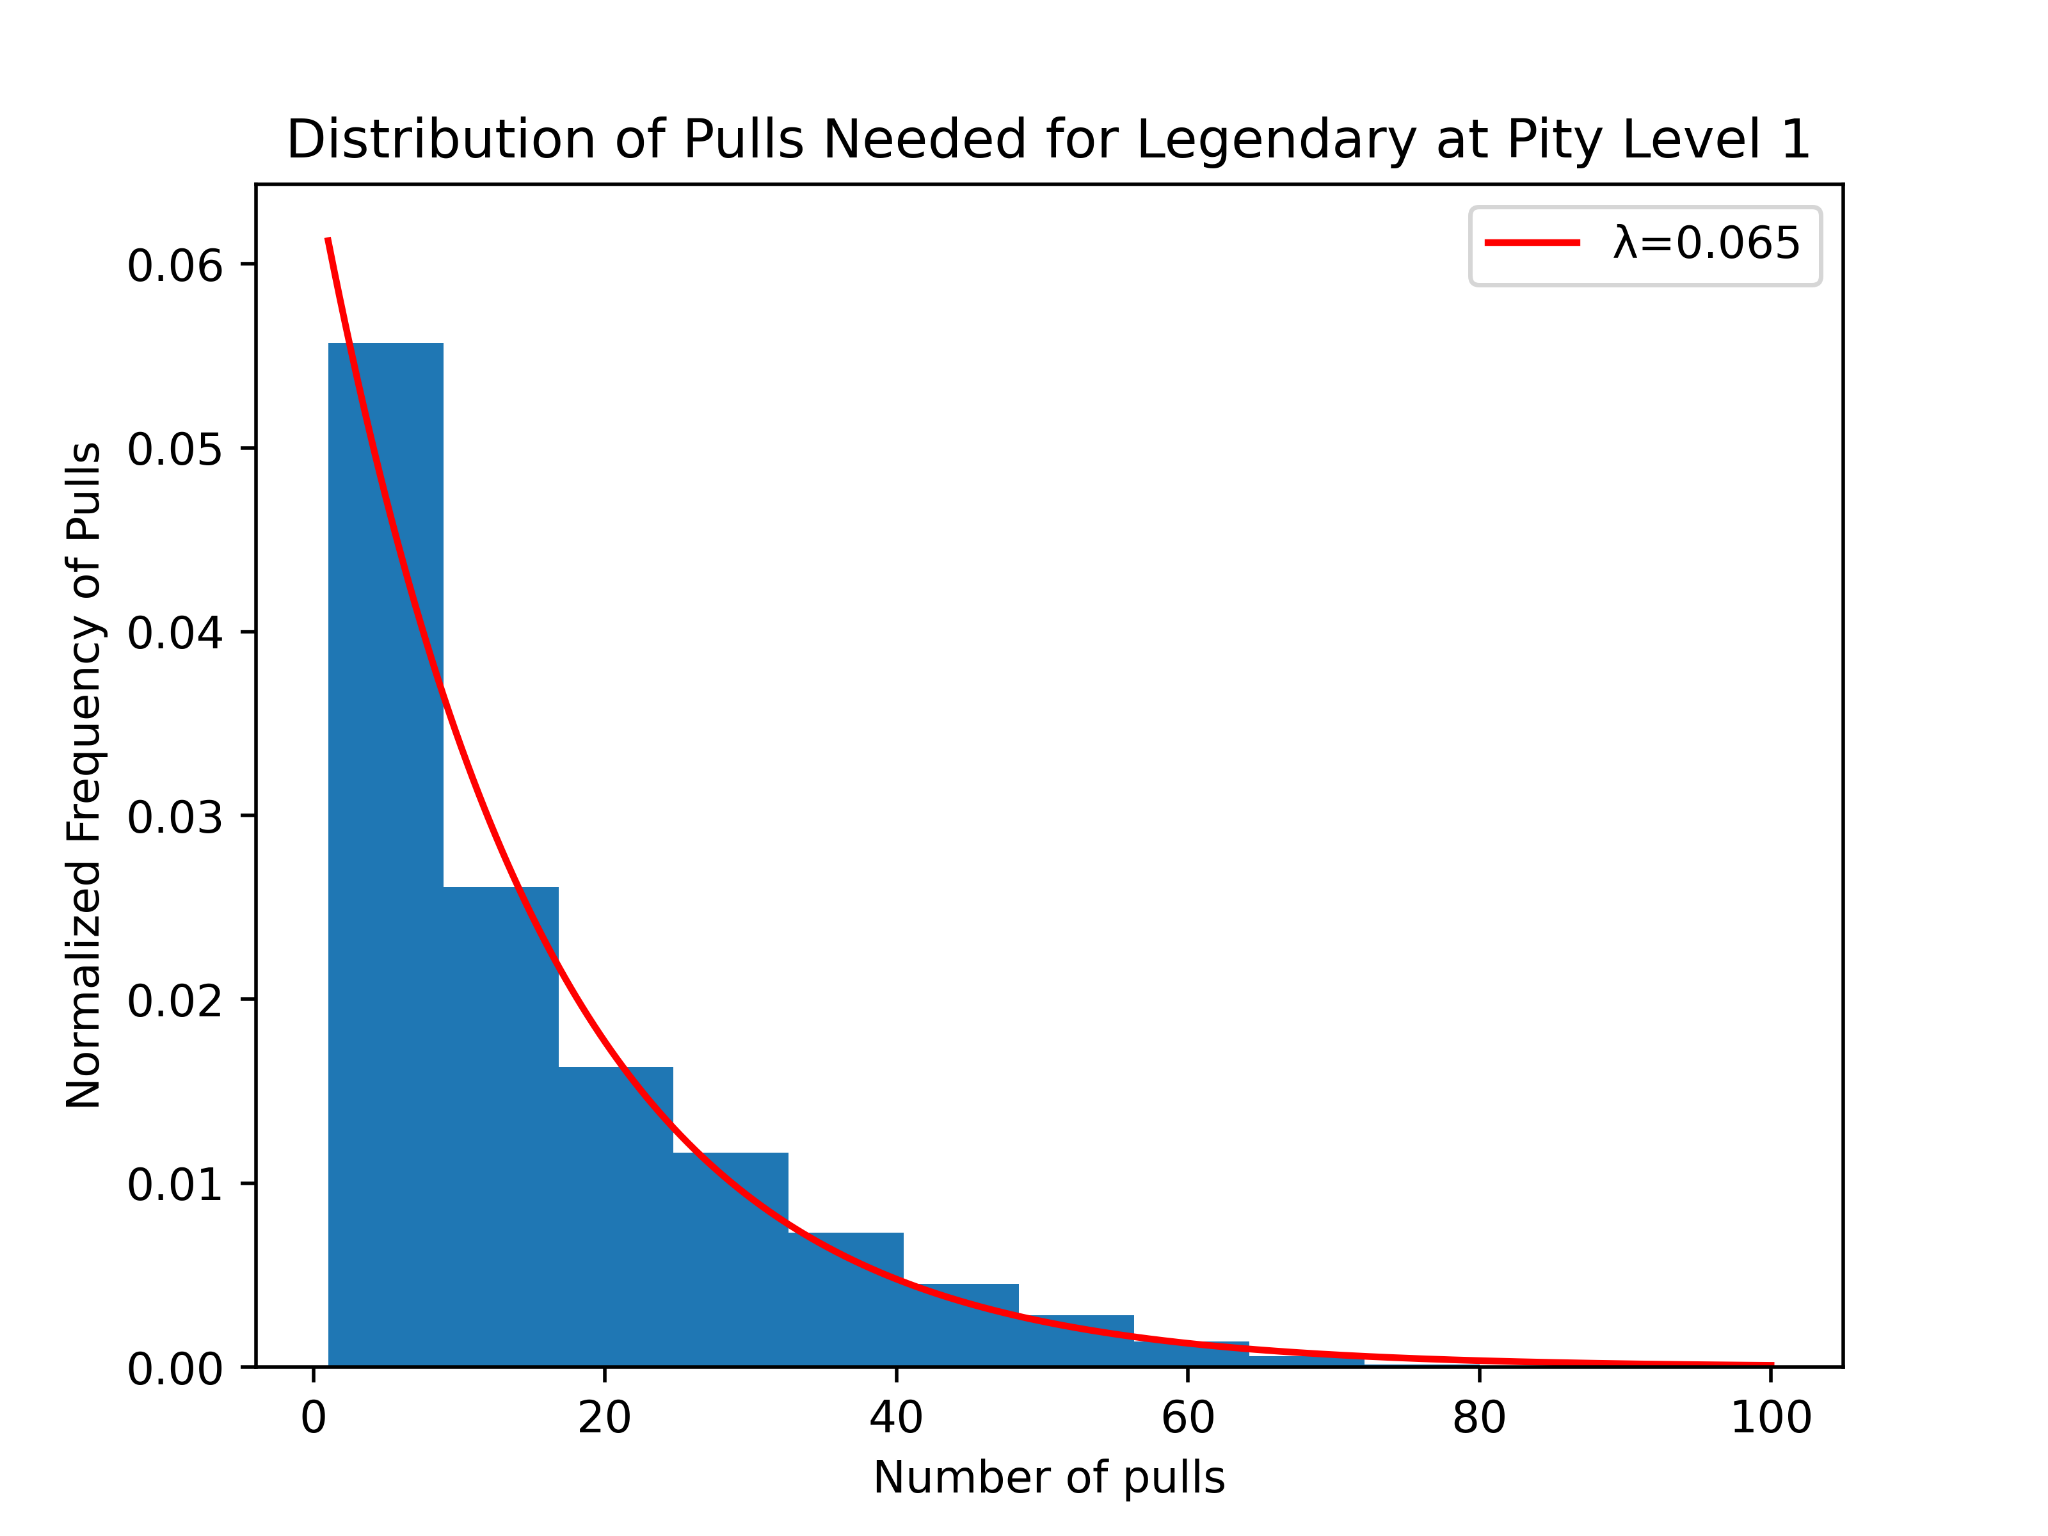 Distribution of Pulls Needed for Legendary at Pity Level 1
λ=0.065
Normalized Frequency of Pulls
0.06
0.05
0.04
0.03
0.02
0.01
0.00
0 20 40 60 80 100
Number of pulls